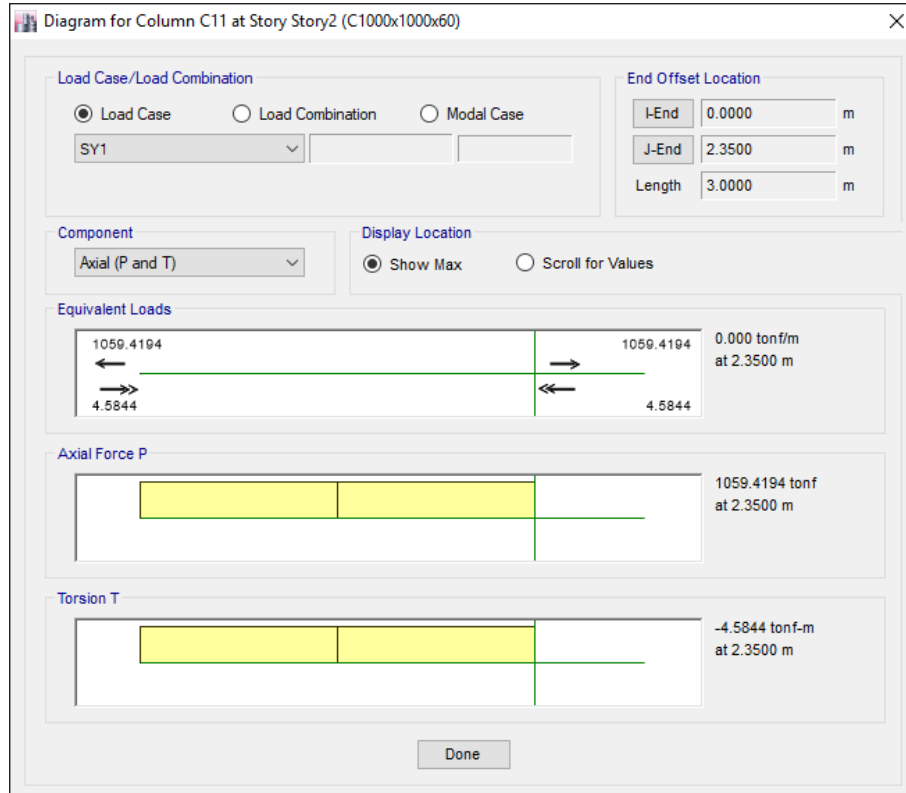 Diagram for Column C11 at Story Story2 (C1000x1000x60)
Load Case/Load Combination
Load Case
Load Combination
Modal Case
SY1
End Offset Location
I-End
0.0000
m
J-End
2.3500
m
Length
3.0000
m
Component
Axial (P and T)
Display Location
Show Max
Scroll for Values
Equivalent Loads
1059.4194
1059.4194
4.5844
4.5844
0.000 tonf/m
at 2.3500 m
Axial Force P
1059.4194 tonf
at 2.3500 m
Torsion T
-4.5844 tonf-m
at 2.3500 m
Done